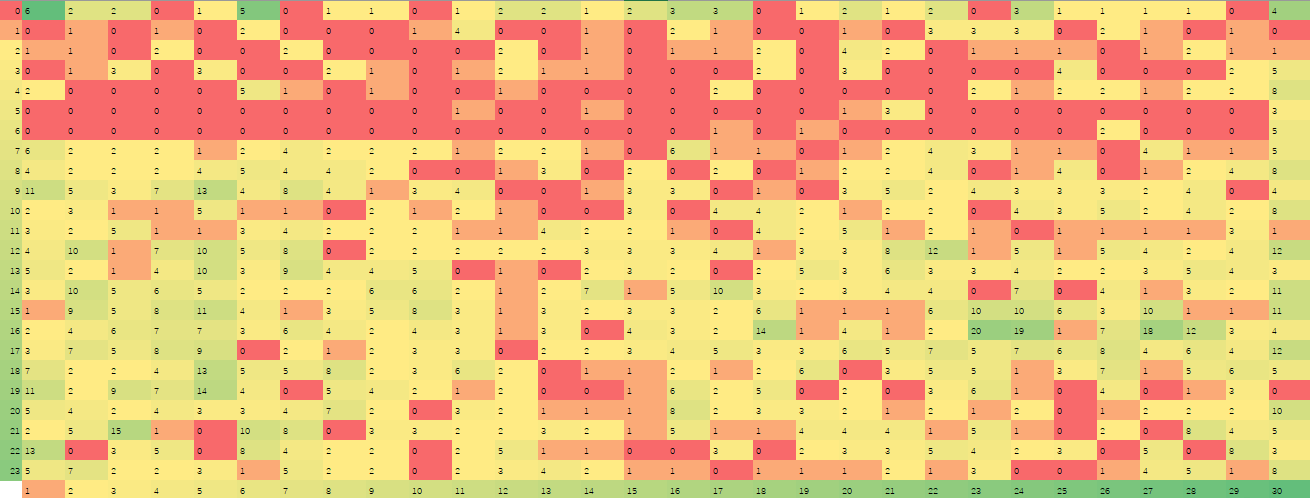 0 6 2 2 0 1 5 0 1 1 0 1 2 2 1 2 3 3 0 1 2 1 2 0 3 1 1 1 1 0 4
1 0 1 0 1 0 2 0 0 0 1 4 0 0 1 0 2 1 0 0 1 0 3 3 3 0 2 1 0 1 0
2 1 1 0 2 0 0 2 0 0 0 0 2 0 1 0 1 1 2 0 4 2 0 1 1 1 0 1 2 1 1
3 0 1 3 0 3 0 0 2 1 0 1 2 1 1 0 0 0 2 0 3 0 0 0 0 4 0 0 0 2 5
4 2 0 0 0 0 5 1 0 1 0 0 1 0 0 0 0 2 0 0 0 0 0 2 1 2 2 1 2 2 8
5 0 0 0 0 0 0 0 0 0 0 1 0 0 1 0 0 0 0 0 1 3 0 0 0 0 0 0 0 0 3
6 0 0 0 0 0 0 0 0 0 0 0 0 0 0 0 0 1 0 1 0 0 0 0 0 0 2 0 0 0 5
7 6 2 2 2 1 2 4 2 2 2 1 2 2 1 0 6 1 1 0 1 2 4 3 1 1 0 4 1 1 5
8 4 2 2 2 4 5 4 4 2 0 0 1 3 0 2 0 2 0 1 2 2 4 0 1 4 0 1 2 4 8
9 11 5 3 7 13 4 8 4 1 3 4 0 0 1 3 3 0 1 0 3 5 2 4 3 3 3 2 4 0 4
10 2 3 1 1 5 1 1 0 2 1 2 1 0 0 3 0 4 4 2 1 2 2 0 4 3 5 2 4 2 8
11 3 2 5 1 1 3 4 2 2 2 1 1 4 2 2 1 0 4 2 5 1 2 1 0 1 1 1 1 3 1
12 4 10 1 7 10 5 8 0 2 2 2 2 2 3 3 3 4 1 3 3 8 12 1 5 1 5 4 2 4 12
13 5 2 1 4 10 3 9 4 4 5 0 1 0 2 3 2 0 2 5 3 6 3 3 4 2 2 3 5 4 3
14 3 10 5 6 5 2 2 2 6 6 2 1 2 7 1 5 10 3 2 3 4 4 0 7 0 4 1 3 2 11
15 1 9 5 8 11 4 1 3 5 8 3 1 3 2 3 3 2 6 1 1 1 6 10 10 6 3 10 1 1 11
16 2 4 6 7 7 3 6 4 2 4 3 1 3 0 4 3 2 14 1 4 1 2 20 19 1 7 18 12 3 4
17 3 7 5 8 9 0 2 1 2 3 3 0 2 2 3 4 5 3 3 6 5 7 5 7 6 8 4 6 4 12
18 7 2 2 4 13 5 5 8 2 3 6 2 0 1 1 2 1 2 6 0 3 5 5 1 3 7 1 5 6 5
19 11 2 9 7 14 4 0 5 4 2 1 2 0 0 1 6 2 5 0 2 0 3 6 1 0 4 0 1 3 0
20 5 4 2 4 3 3 4 7 2 0 3 2 1 1 1 8 2 3 3 2 1 2 1 2 0 1 2 2 2 10
21 2 5 15 1 0 10 8 0 3 3 2 2 3 2 1 5 1 1 4 4 4 1 5 1 0 2 0 8 4 5
22 13 0 3 5 0 8 4 2 2 0 2 5 1 1 0 0 3 0 2 2 3 5 4 2 3 0 5 0 8 3
23 5 7 2 2 3 1 5 2 2 0 2 3 4 2 1 1 0 1 1 1 2 1 3 0 0 1 4 5 1 8
1 2 3 4 5 6 7 8 9 10 11 12 13 14 15 16 17 18 19 20 21 22 23 24 25 26 27 28 29 30